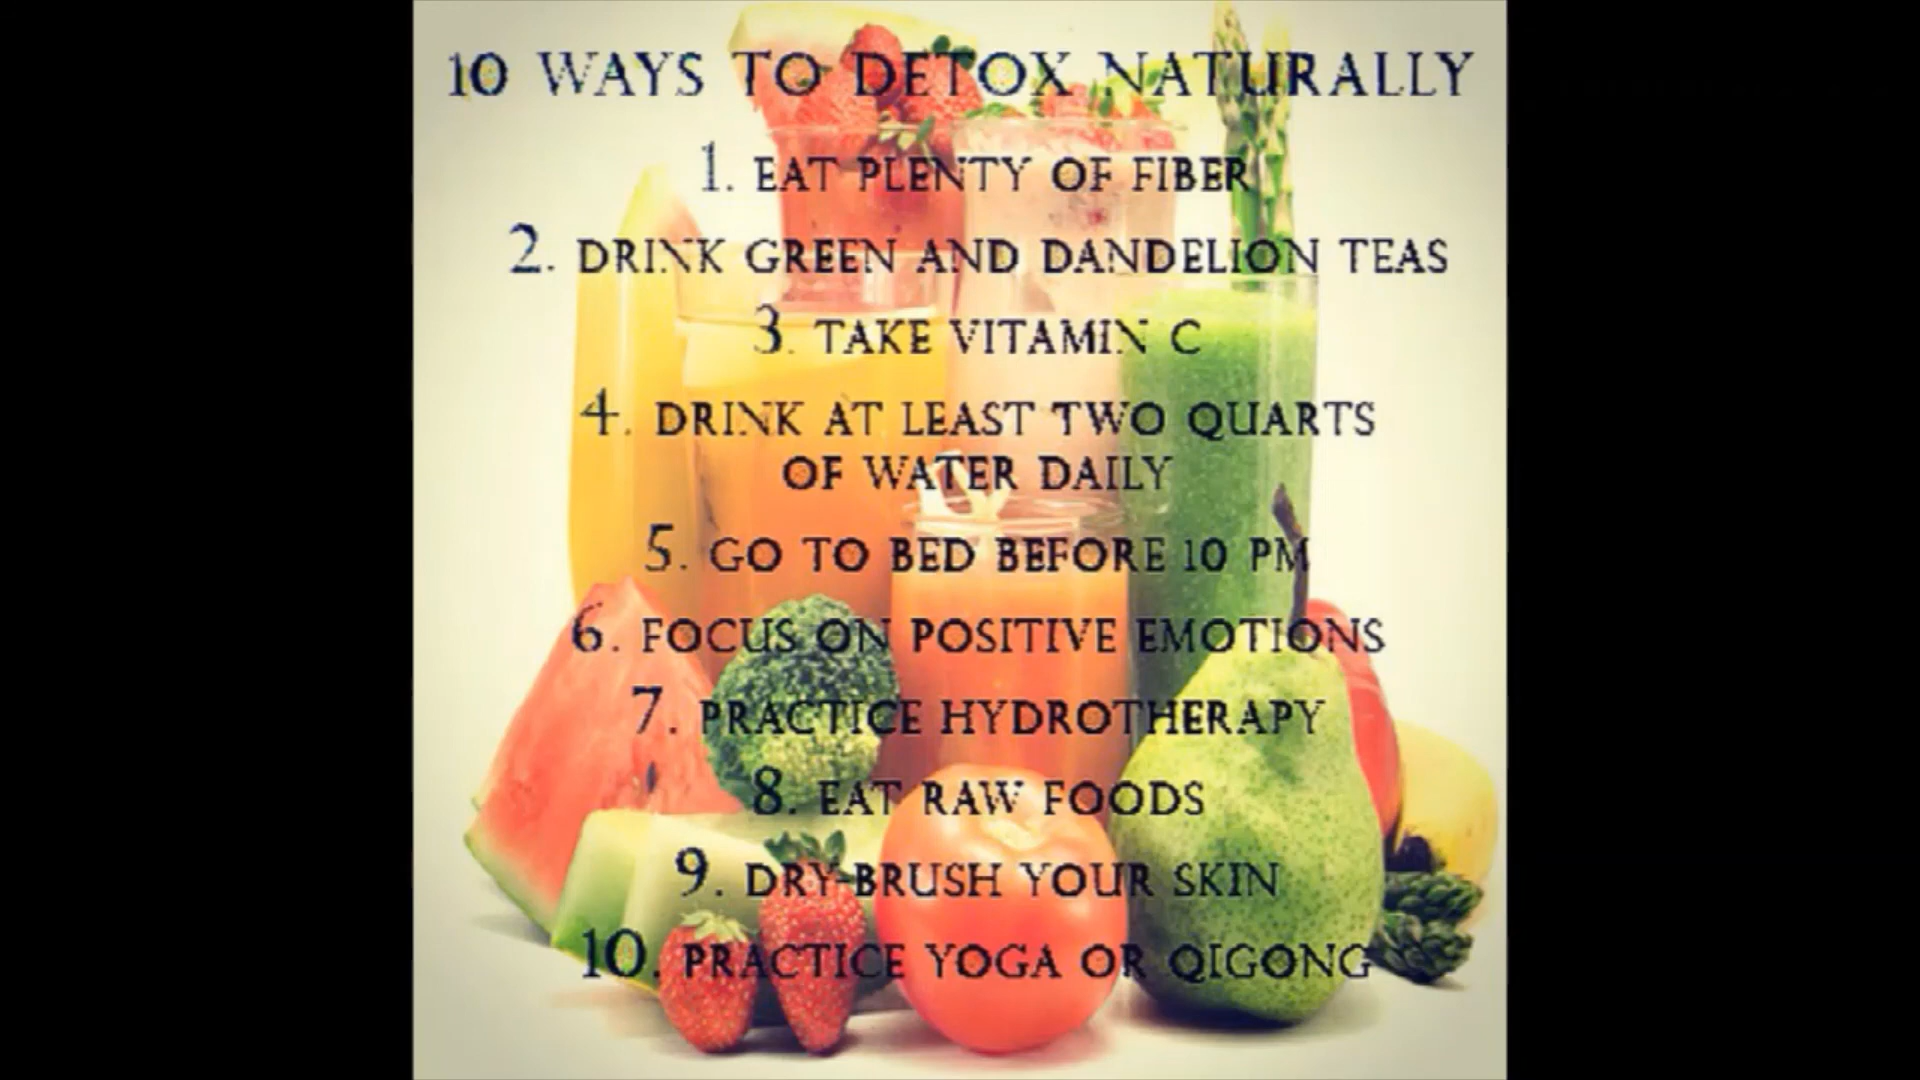 10 WAYS TO DETOX NATURALLY
1. EAT PLENTY OF FIBER
2. DRINK GREEN AND DANDELION TEAS
3. TAKE VITAMIN C
4. DRINK AT LEAST TWO QUARTS
OF WATER DAILY
5. GO TO BED BEFORE 10 PM
6. FOCUS ON POSITIVE EMOTIONS
7. PRACTICE HYDROTHERAPY
8. EAT RAW FOODS
9. DRY-BRUSH YOUR SKIN
10. PRACTICE YOGA OR QIGONG